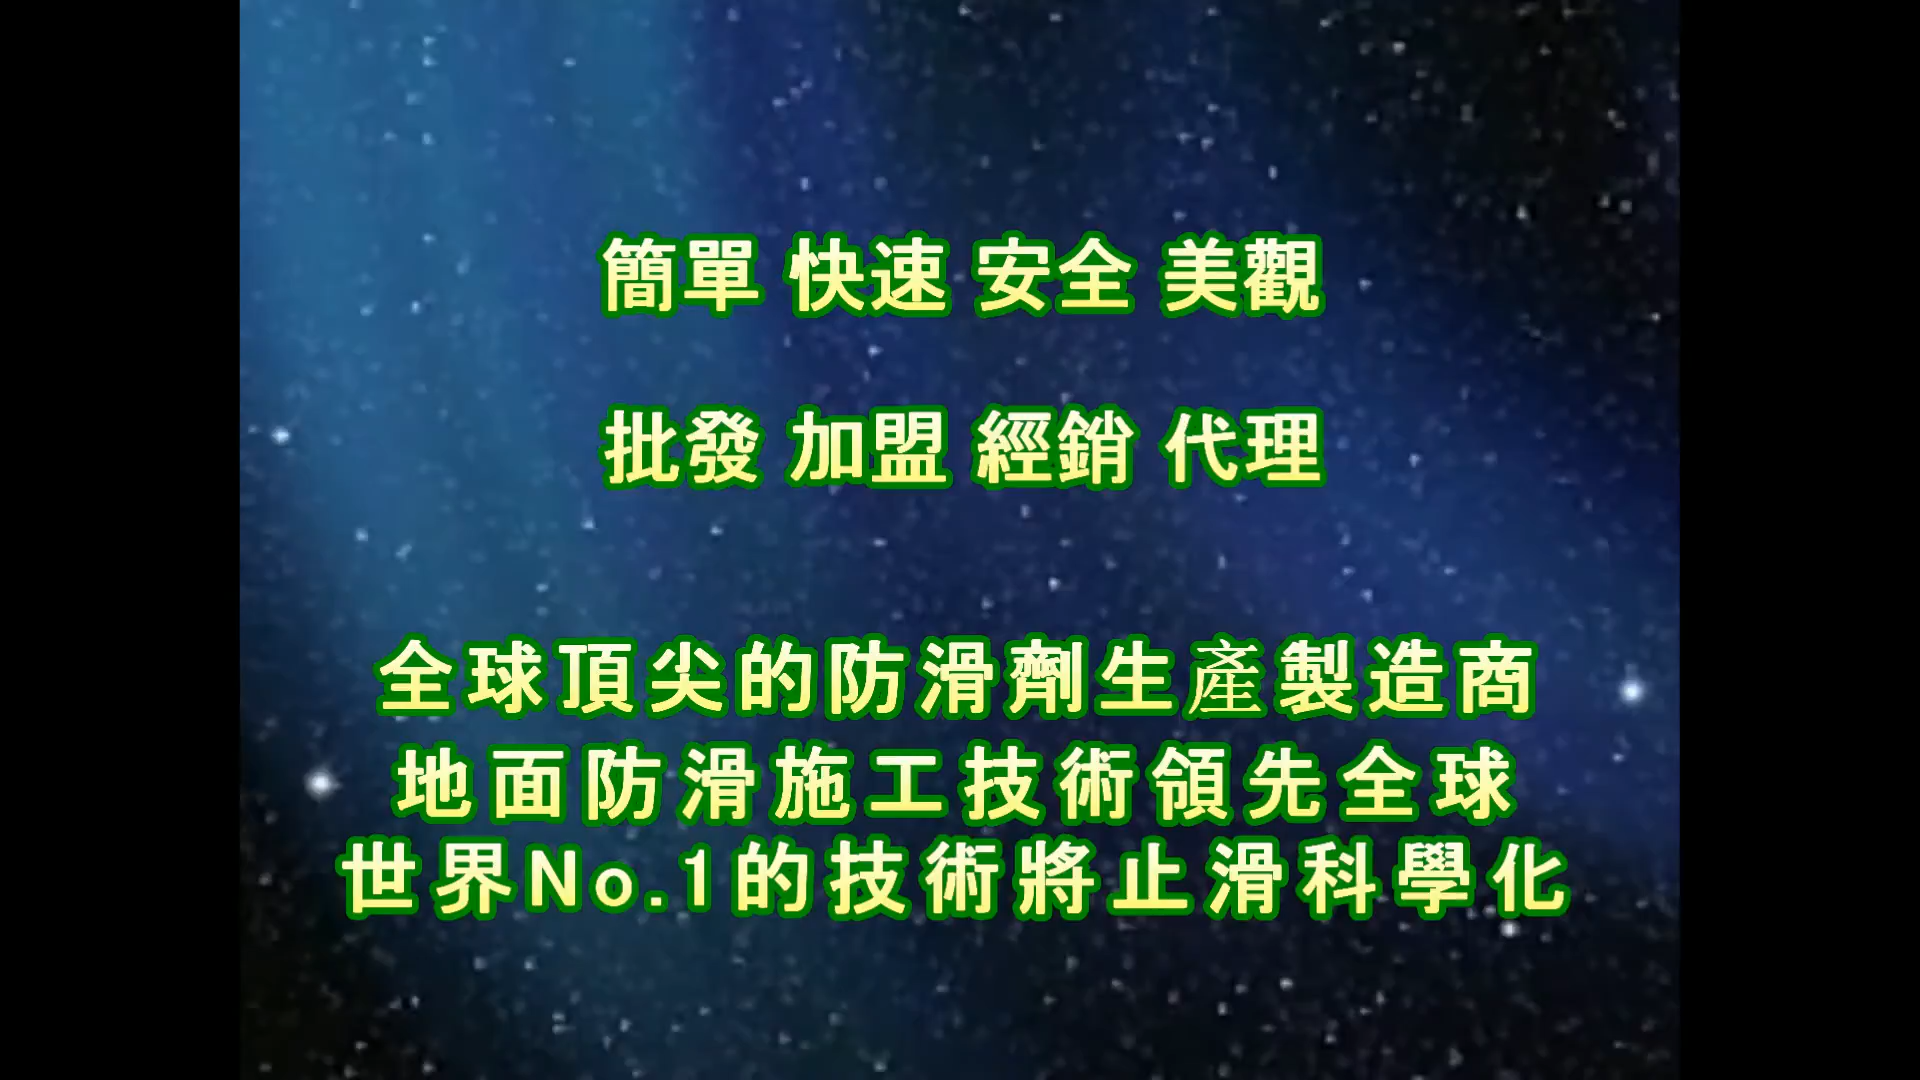 簡單 快速 安全 美觀
批發 加盟 經銷 代理
全球頂尖的防滑劑生產製造商
地面防滑施工技術領先全球
世界No.1的技術將止滑科學化